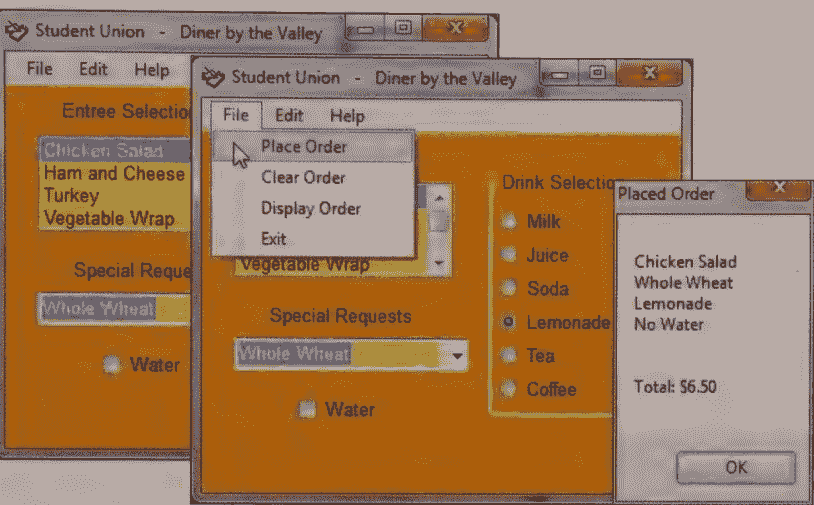 Student Union - Diner by the Valley
File Edit Help
Entree Selectio
Chicken Salad
Ham and Cheese
Turkey
Vegetable Wrap
Special Reque
Whole Wheat
Water
Student Union - Diner by the Valley
File Edit Help
Place Order
Clear Order
Display Order
Exit
Vegetable Wrap
Special Requests
Whole Wheat
Water
Drink Selection
Milk
Juice
Soda
Lemonade
Tea
Coffee
Placed Order
Chicken Salad
Whole Wheat
Lemonade
No Water
Total: $6.50
OK